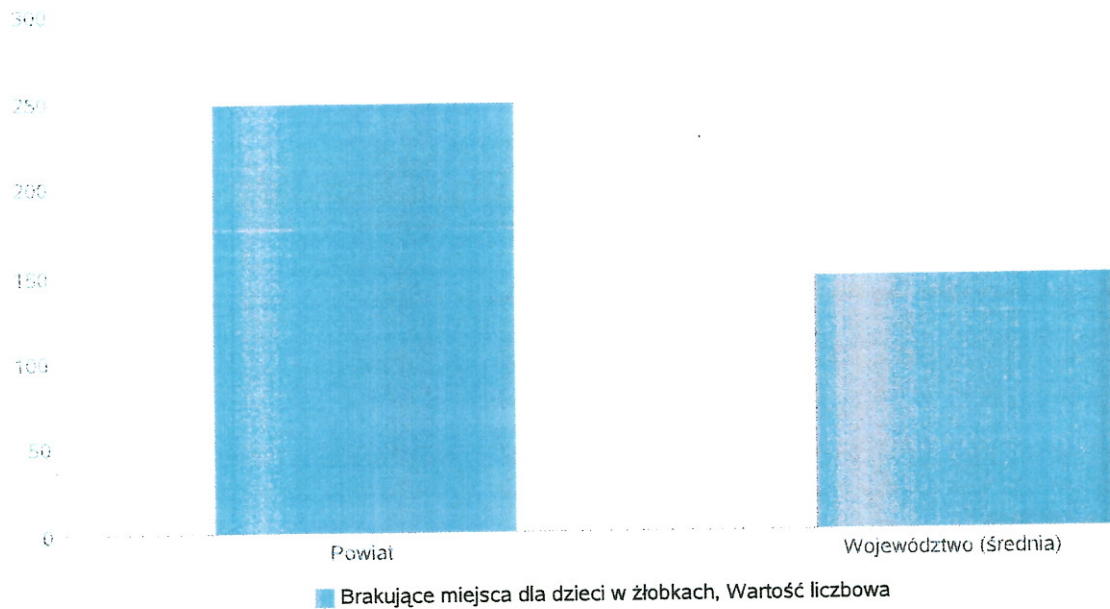 300
250
200
150
100
50
0
Powiat
Województwo (średnia)
Brakujące miejsca dla dzieci w żłobkach, Wartość liczbowa